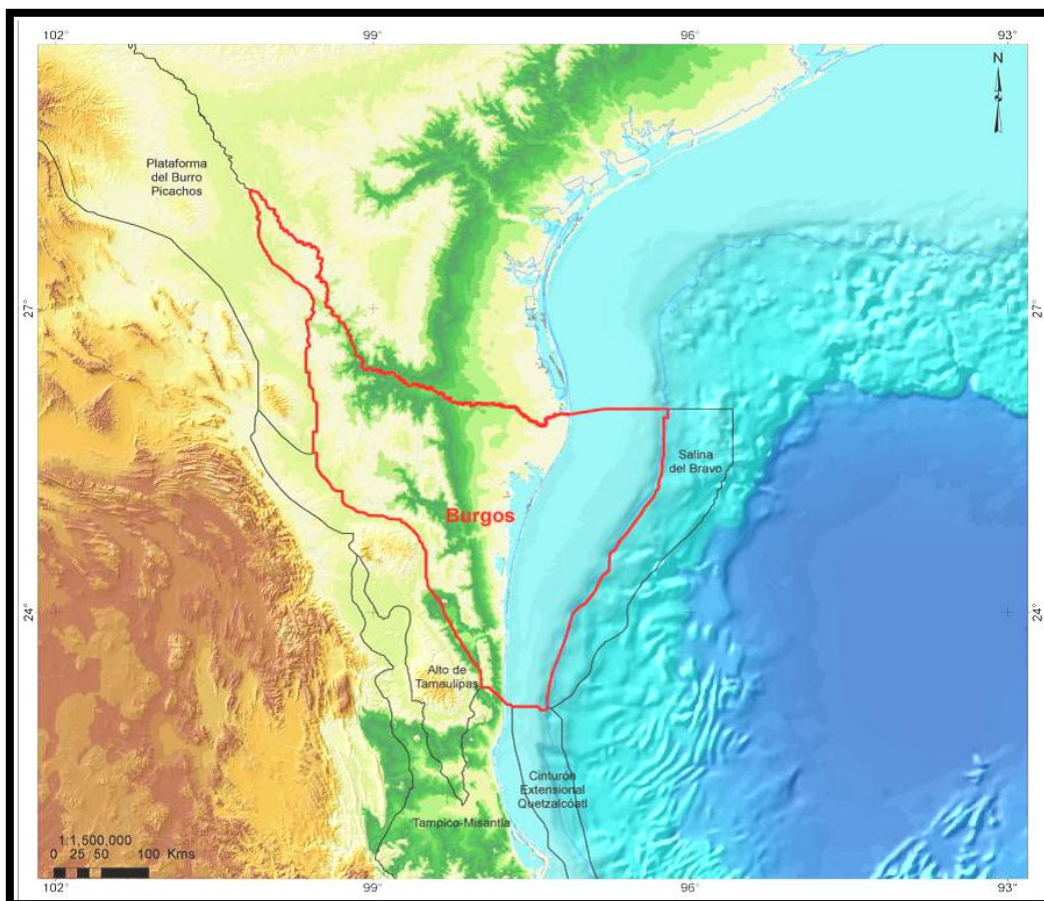 102°
99°
96°
93°
N
Plataforma
del Burro
Picachos
27°
27°
Salina
del Bravo
Burgos
24°
24°
Alto de
Tamaulipas
Cinturón
Extensional
Quetzalcóatl
Tampico-Misantla
1:1,500,000
0 25 50 100 Kms
102°
99°
96°
93°